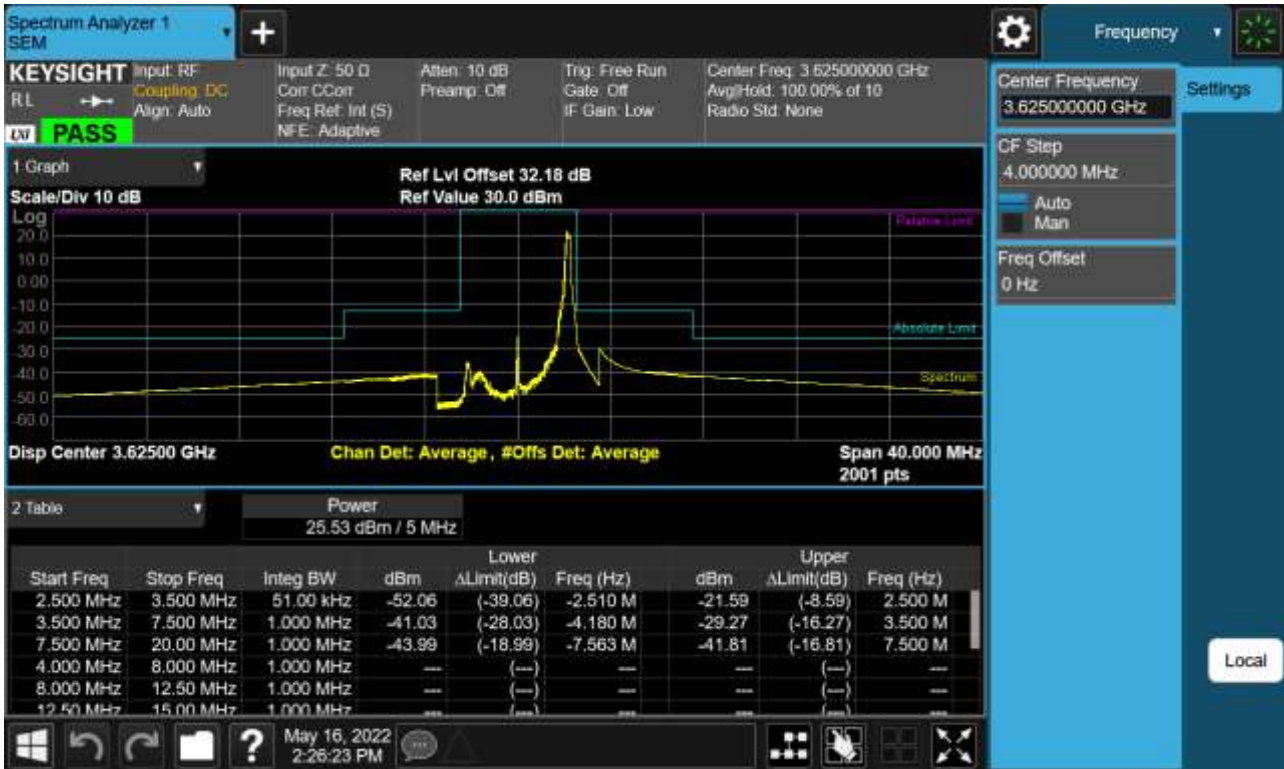 Spectrum Analyzer 1
SEM
+
Frequency
KEYSIGHT
RL
PASS
Input: RF
Coupling: DC
Align: Auto
Input Z: 50 Ω
Corr CCorr
Freq Ref: Int (S)
NFE: Adaptive
Atten: 10 dB
Preamp: Off
Trig: Free Run
Gate: Off
IF Gain: Low
Center Freq: 3.625000000 GHz
Avg|Hold: 100.00% of 10
Radio Std: None
Center Frequency
3.625000000 GHz
Settings
CF Step
4.000000 MHz
Auto
Man
Freq Offset
0 Hz
1 Graph
Scale/Div 10 dB
Ref Lvl Offset 32.18 dB
Ref Value 30.0 dBm
Log
20.0
10.0
0.00
-10.0
-20.0
-30.0
-40.0
-50.0
-60.0
Relative Limit
Absolute Limit
Spectrum
Disp Center 3.62500 GHz
Chan Det: Average, #Offs Det: Average
Span 40.000 MHz
2001 pts
2 Table
Power
25.53 dBm / 5 MHz
Lower Upper
Start Freq Stop Freq Integ BW dBm ΔLimit(dB) Freq (Hz) dBm ΔLimit(dB) Freq (Hz)
2.500 MHz 3.500 MHz 51.00 kHz -52.06 (-39.06) -2.510 M -21.59 (-8.59) 2.500 M
3.500 MHz 7.500 MHz 1.000 MHz -41.03 (-28.03) -4.180 M -29.27 (-16.27) 3.500 M
7.500 MHz 20.00 MHz 1.000 MHz -43.99 (-18.99) -7.563 M -41.81 (-16.81) 7.500 M
4.000 MHz 8.000 MHz 1.000 MHz --- (---) --- --- (---) ---
8.000 MHz 12.50 MHz 1.000 MHz --- (---) --- --- (---) ---
12.50 MHz 15.00 MHz 1.000 MHz --- (---) --- --- (---) ---
Local
?
May 16, 2022
2:26:23 PM